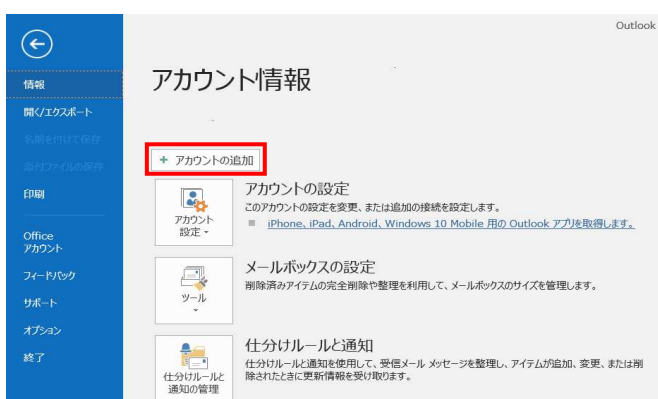 Outlook
アカウント情報
情報
開く/エクスポート
名前を付けて保存
添付ファイルの保存
印刷
Office
アカウント
フィードバック
サポート
オプション
終了
+ アカウントの追加
アカウント
設定
アカウントの設定
このアカウントの設定を変更、または追加の接続を設定します。
iPhone、iPad、Android、Windows 10 Mobile 用の Outlook アプリを取得します。
ツール
メールボックスの設定
削除済みアイテムの完全削除や整理を利用して、メールボックスのサイズを管理します。
仕分けルールと
通知の管理
仕分けルールと通知
仕分けルールと通知を使用して、受信メール メッセージを整理し、アイテムが追加、変更、または削
除されたときに更新情報を受け取ります。